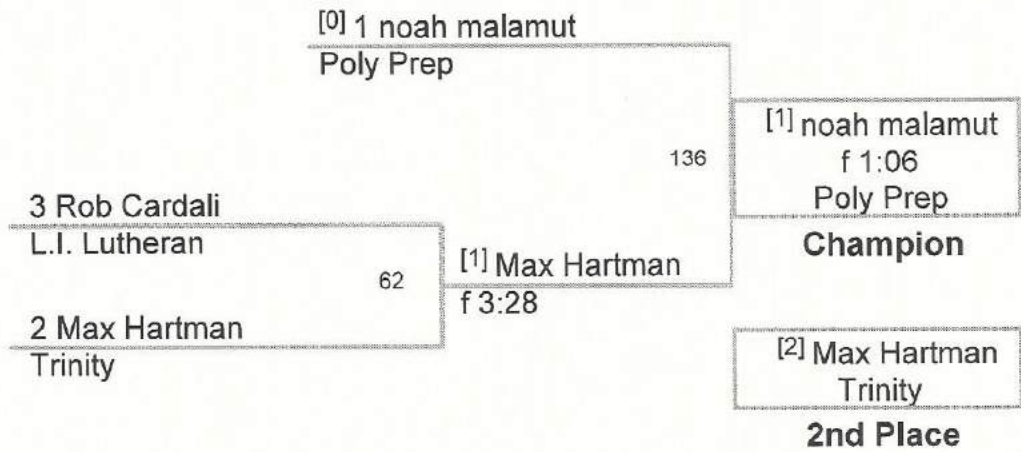 [0] 1 noah malamut
Poly Prep
136
[1] noah malamut
f 1:06
Poly Prep
Champion
3 Rob Cardali
L.I. Lutheran
62
[1] Max Hartman
f 3:28
2 Max Hartman
Trinity
[2] Max Hartman
Trinity
2nd Place